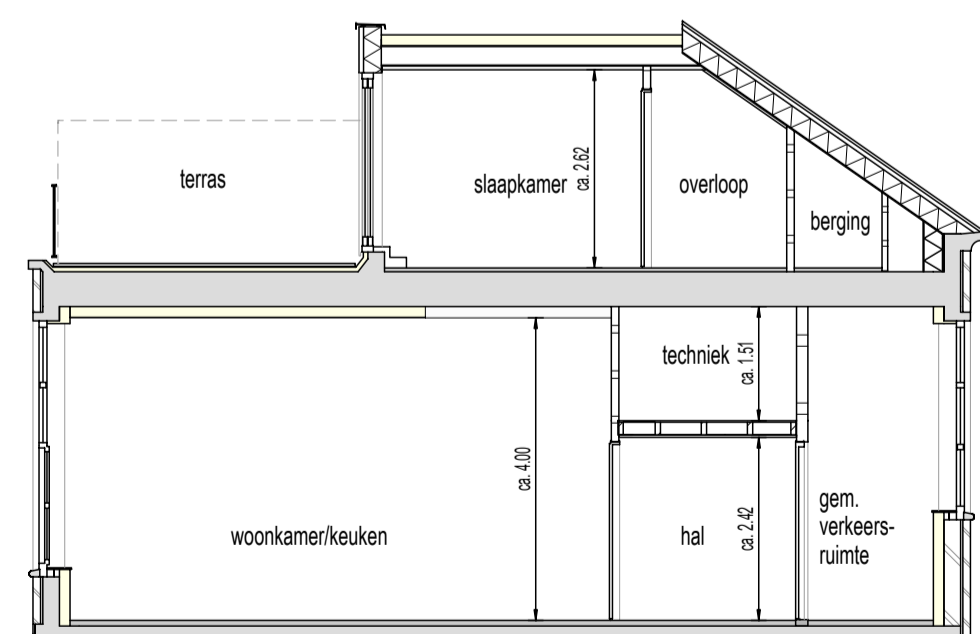 terras
slaapkamer
ca. 2.62
overloop
berging
techniek
ca. 1.51
woonkamer/keuken
ca. 4.00
hal
ca. 2.42
gem.
verkeers-
ruimte